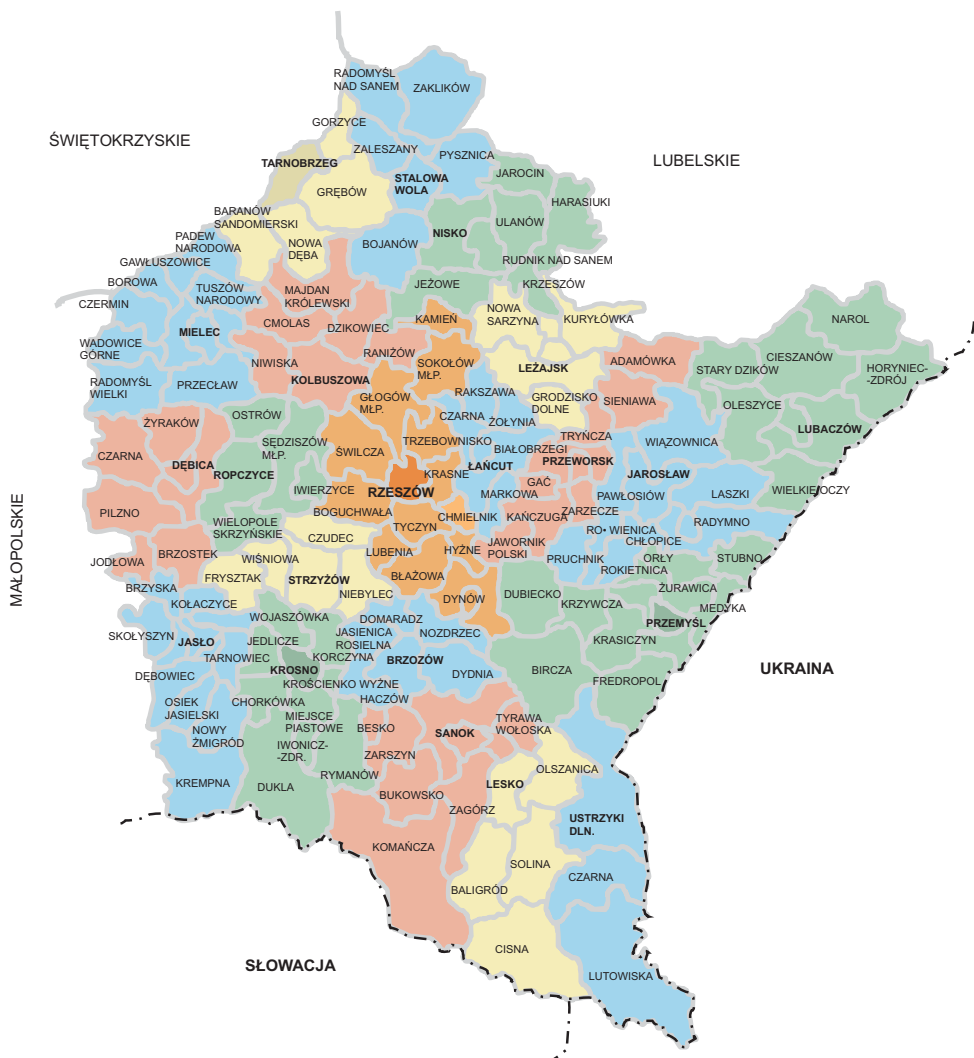 RADOMYŚL
NAD SANEM
ZAKLIKÓW
GORZYCE
ŚWIĘTOKRZYSKIE
ZALESZANY
PYSZNICA
LUBELSKIE
TARNOBRZEG
STALOWA
WOLA
JAROCIN
GRĘBÓW
HARASIUKI
BARANÓW
SANDOMIERSKI
ULANÓW
PADEW
NARODOWA
NOWA
DĘBA
BOJANÓW
NISKO
GAWŁUSZOWICE
RUDNIK NAD SANEM
BOROWA
TUSZÓW
NARODOWY
JEŻOWE
KRZESZÓW
CZERMIN
MAJDAN
KRÓLEWSKI
NOWA
SARZYNA
KAMIEŃ
KURYŁÓWKA
NAROL
MIELEC
CMOLAS
DZIKOWIEC
WADOWICE
GÓRNE
RANIŻÓW
CIESZANÓW
NIWISKA
SOKOŁÓW
MŁP.
LEŻAJSK
ADAMÓWKA
STARY DZIKÓW
HORYNIEC-
-ZDRÓJ
RADOMYŚL
WIELKI
PRZECŁAW
KOLBUSZOWA
RAKSZAWA
GRODZISKO
DOLNE
SIENIAWA
GŁOGÓW
MŁP.
OLESZYCE
OSTRÓW
CZARNA
ŻOŁYNIA
ŻYRAKÓW
LUBACZÓW
TRZEBOWNISKO
TRYŃCZA
WIĄZOWNICA
SĘDZISZÓW
MŁP.
BIAŁOBRZEGI
CZARNA
ŚWILCZA
DĘBICA
PRZEWORSK
ROPCZYCE
KRASNE
ŁAŃCUT
JAROSŁAW
GAĆ
IWIERZYCE
RZESZÓW
MARKOWA
PAWŁOSIÓW
LASZKI
WIELKIE OCZY
PILZNO
BOGUCHWAŁA
ZARZECZE
CHMIELNIK
KAŃCZUGA
RADYMNO
WIELOPOLE
SKRZYŃSKIE
TYCZYN
RO• WIENICA
CZUDEC
CHŁOPICE
JAWORNIK
POLSKI
BRZOSTEK
LUBENIA
HYŻNE
PRUCHNIK
ORŁY
STUBNO
JODŁOWA
WIŚNIOWA
ROKIETNICA
FRYSZTAK
STRZYŻÓW
BŁAŻOWA
ŻURAWICA
BRZYSKA
NIEBYLEC
DYNÓW
DUBIECKO
KRZYWCZA
MAŁOPOLSKIE
KOŁACZYCE
MEDYKA
WOJASZÓWKA
DOMARADZ
PRZEMYŚL
SKOŁYSZYN
JASŁO
JEDLICZE
JASIENICA
ROSIELNA
NOZDRZEC
KRASICZYN
TARNOWIEC
KORCZYNA
BRZOZÓW
UKRAINA
KROSNO
BIRCZA
DĘBOWIEC
DYDNIA
FREDROPOL
KROŚCIENKO WYŻNE
HACZÓW
OSIEK
JASIELSKI
CHORKÓWKA
MIEJSCE
PIASTOWE
BESKO
TYRAWA
WOŁOSKA
NOWY
ŻMIGRÓD
SANOK
IWONICZ-
-ZDR.
ZARSZYN
OLSZANICA
RYMANÓW
KREMPNA
DUKLA
LESKO
BUKOWSKO
ZAGÓRZ
USTRZYKI
DLN.
KOMAŃCZA
SOLINA
CZARNA
BALIGRÓD
CISNA
SŁOWACJA
LUTOWISKA